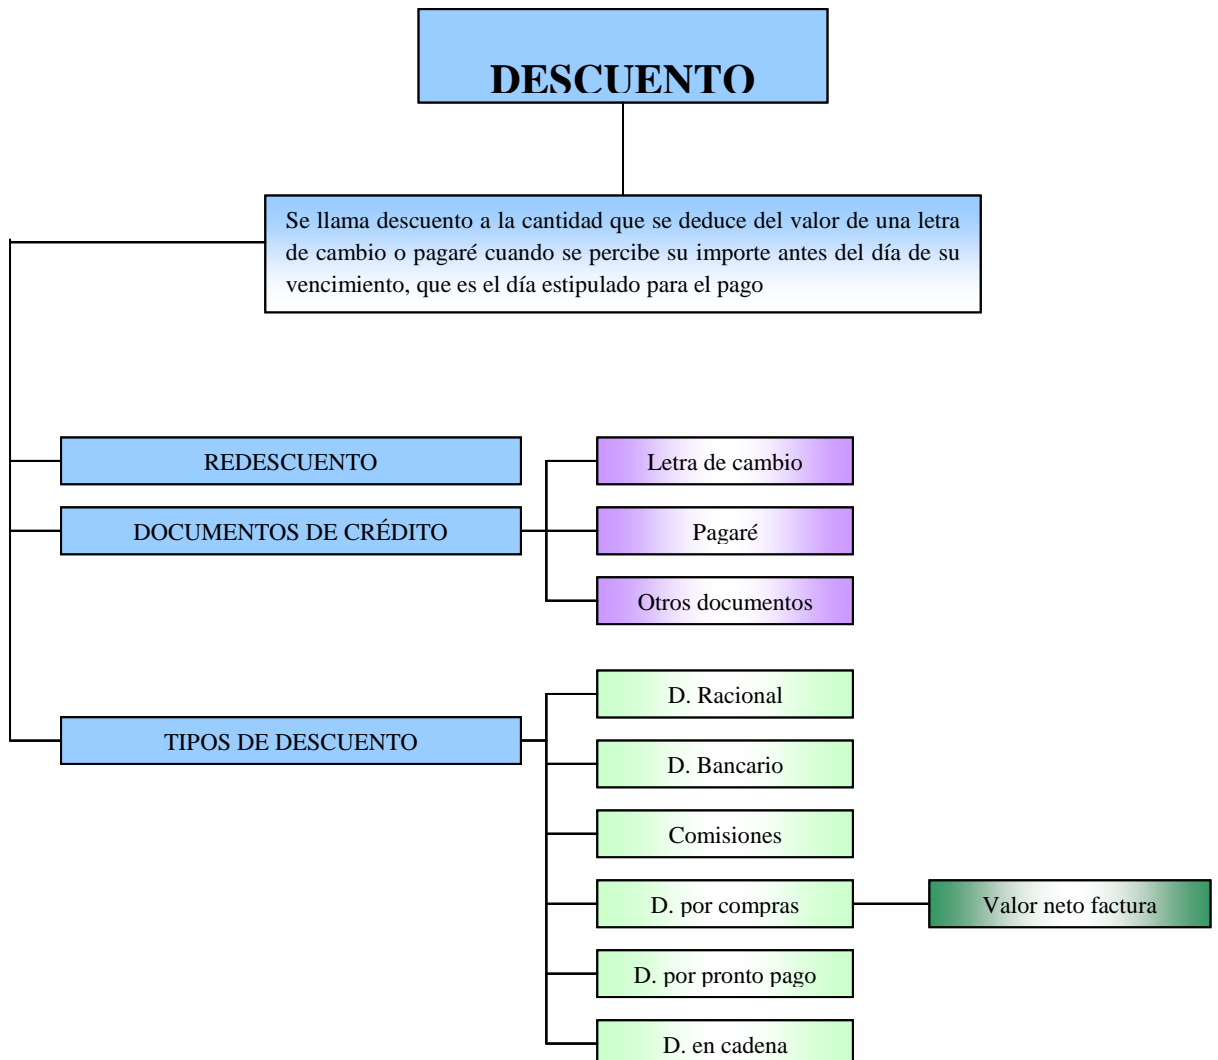 DESCUENTO
Se llama descuento a la cantidad que se deduce del valor de una letra
de cambio o pagaré cuando se percibe su importe antes del día de su
vencimiento, que es el día estipulado para el pago
REDESCUENTO
Letra de cambio
DOCUMENTOS DE CRÉDITO
Pagaré
Otros documentos
D. Racional
TIPOS DE DESCUENTO
D. Bancario
Comisiones
D. por compras
Valor neto factura
D. por pronto pago
D. en cadena